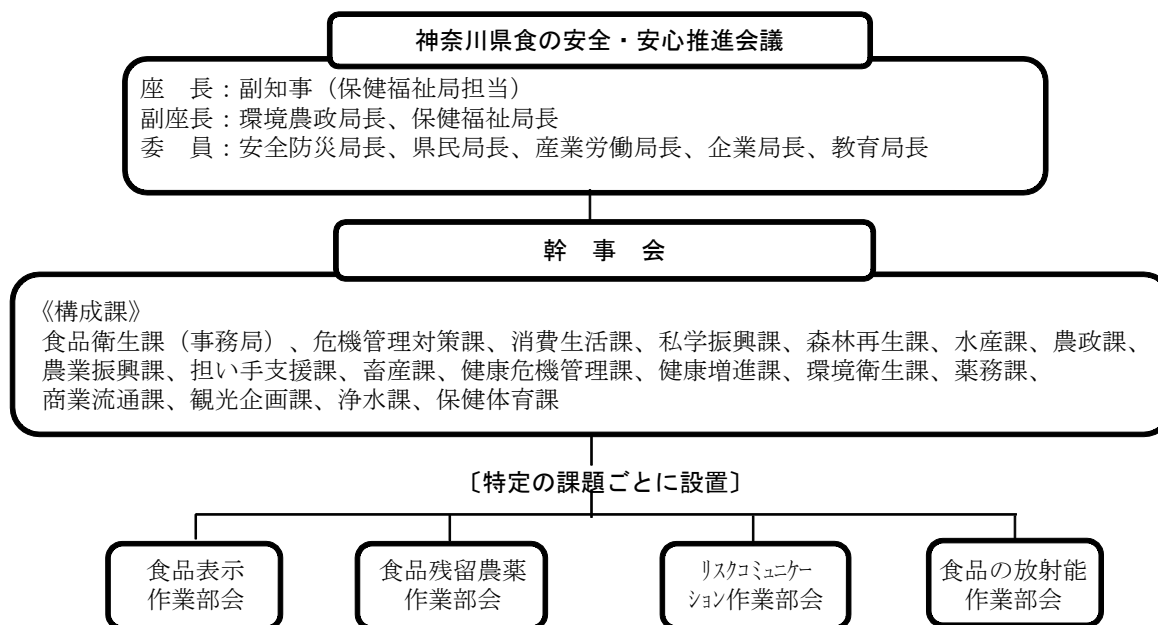 神奈川県食の安全・安心推進会議
座　長：副知事（保健福祉局担当）
副座長：環境農政局長、保健福祉局長
委　員：安全防災局長、県民局長、産業労働局長、企業局長、教育局長
幹　事　会
《構成課》
食品衛生課（事務局）、危機管理対策課、消費生活課、私学振興課、森林再生課、水産課、農政課、
農業振興課、担い手支援課、畜産課、健康危機管理課、健康増進課、環境衛生課、薬務課、
商業流通課、観光企画課、浄水課、保健体育課
〔特定の課題ごとに設置〕
食品表示
作業部会
食品残留農薬
作業部会
ﾘｽｸｺﾐｭﾆｹｰ
ｼｮﾝ作業部会
食品の放射能
作業部会